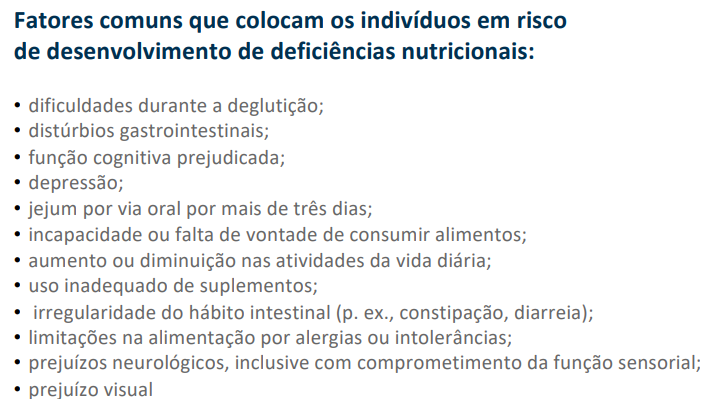 Fatores comuns que colocam os indivíduos em risco
de desenvolvimento de deficiências nutricionais:
• dificuldades durante a deglutição;
• distúrbios gastrointestinais;
• função cognitiva prejudicada;
• depressão;
• jejum por via oral por mais de três dias;
• incapacidade ou falta de vontade de consumir alimentos;
• aumento ou diminuição nas atividades da vida diária;
• uso inadequado de suplementos;
• irregularidade do hábito intestinal (p. ex., constipação, diarreia);
• limitações na alimentação por alergias ou intolerâncias;
• prejuízos neurológicos, inclusive com comprometimento da função sensorial;
• prejuízo visual